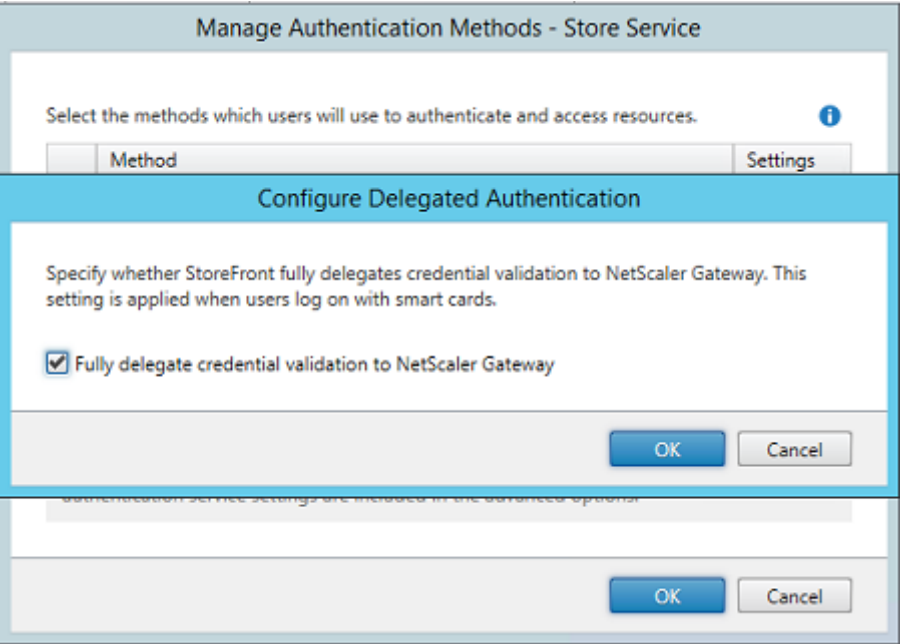 Manage Authentication Methods - Store Service
Select the methods which users will use to authenticate and access resources.
Method
Settings
Configure Delegated Authentication
Specify whether StoreFront fully delegates credential validation to NetScaler Gateway. This
setting is applied when users log on with smart cards.
Fully delegate credential validation to NetScaler Gateway
OK
Cancel
authentication service settings are included in the advanced options.
OK
Cancel